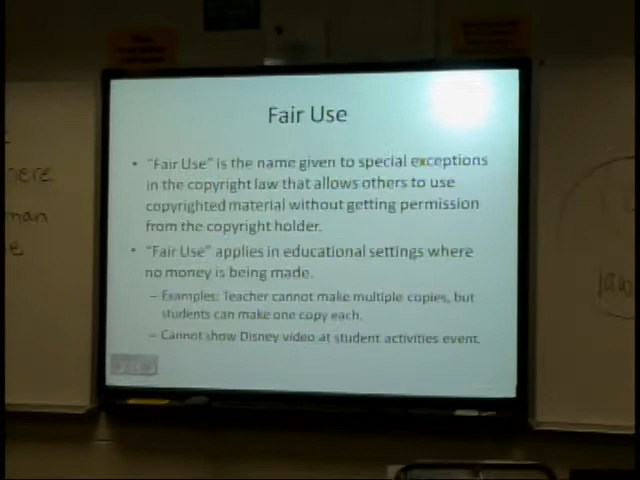 Fair Use
• "Fair Use" is the name given to special exceptions
in the copyright law that allows others to use
copyrighted material without getting permission
from the copyright holder.
• "Fair Use" applies in educational settings where
no money is being made.
– Examples: Teacher cannot make multiple copies, but
students can make one copy each.
– Cannot show Disney video at student activities event.